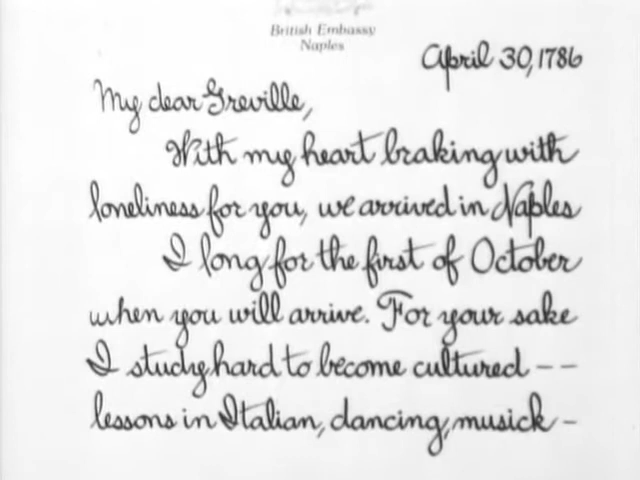 British Embassy
Naples
April 30, 1786
My dear Greville,
With my heart braking with
loneliness for you, we arrived in Naples
I long for the first of October
when you will arrive. For your sake
I study hard to become cultured --
lessons in Italian, dancing, musick -